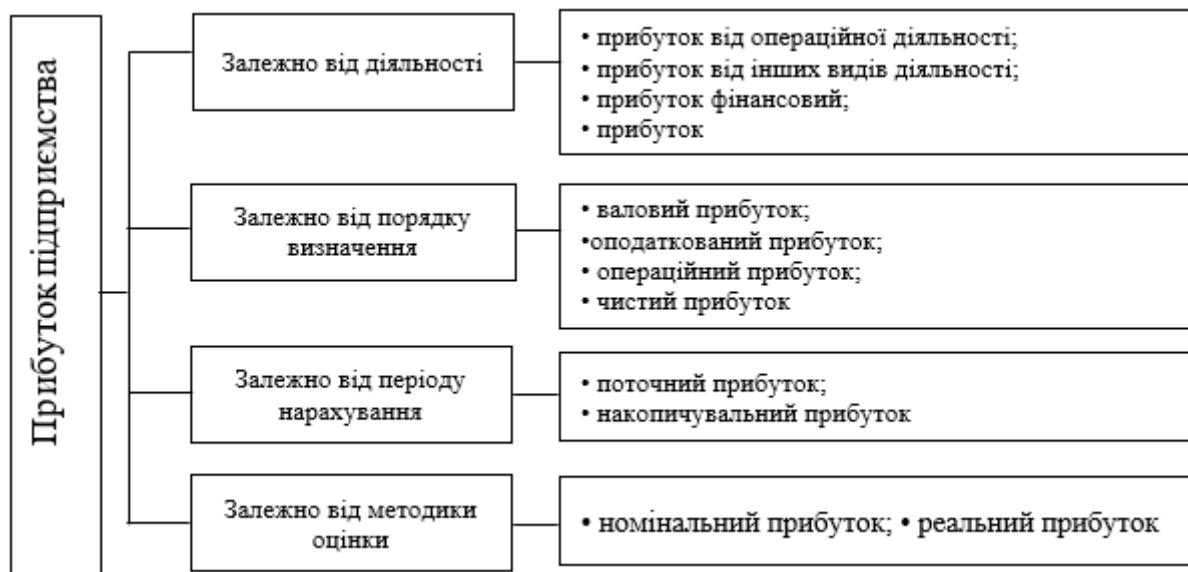 Прибуток підприємства
Залежно від діяльності
• прибуток від операційної діяльності;
• прибуток від інших видів діяльності;
• прибуток фінансовий;
• прибуток
Залежно від порядку
визначення
• валовий прибуток;
•оподаткований прибуток;
• операційний прибуток;
• чистий прибуток
Залежно від періоду
нарахування
• поточний прибуток;
• накопичувальний прибуток
Залежно від методики
оцінки
• номінальний прибуток; • реальний прибуток